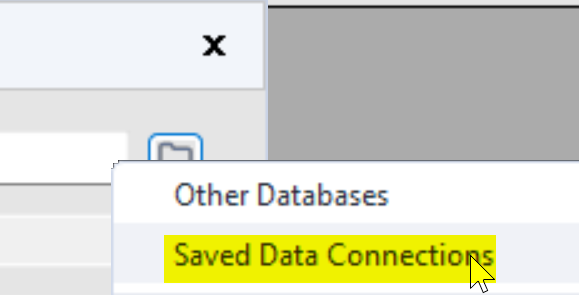 x
Other Databases
Saved Data Connections